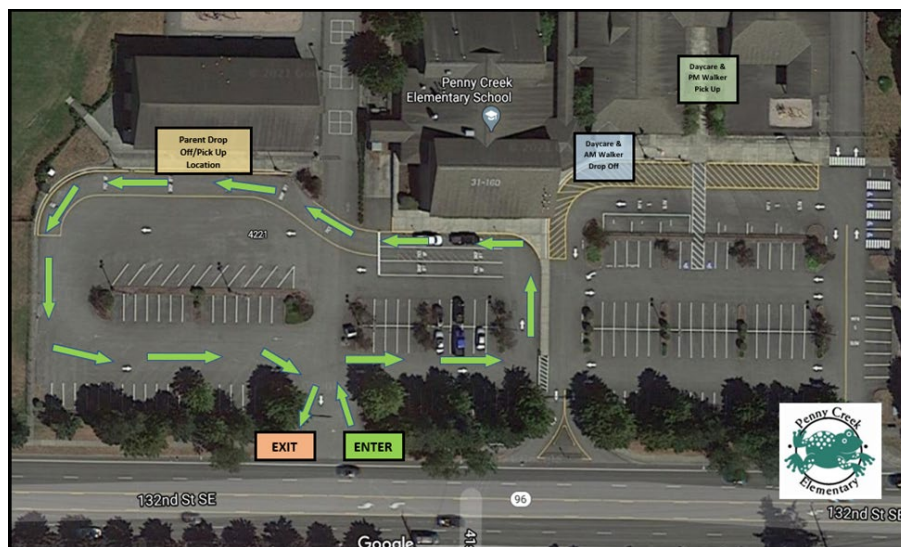 Daycare &
PM Walker
Pick Up
Penny Creek
Elementary School
Parent Drop
Off/Pick Up
Location
Daycare &
AM Walker
Drop Off
31-16D
4221
EXIT
ENTER
Penny Creek
Elementary
132nd St SE
96
132nd St SE
Google